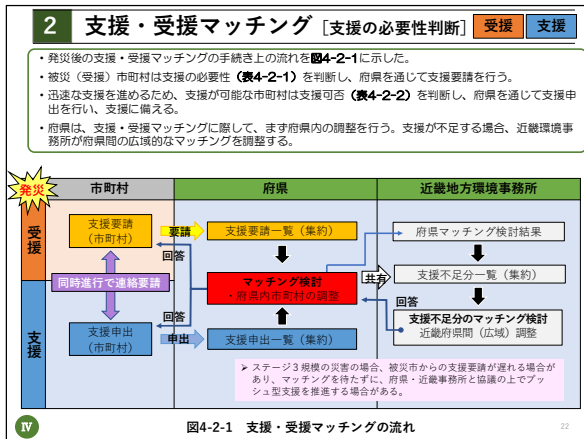 2 支援・受援マッチング [支援の必要性判断] 受援 支援
・発災後の支援・受援マッチングの手続き上の流れを図4-2-1に示した。
・被災（受援）市町村は支援の必要性（表4-2-1）を判断し、府県を通じて支援要請を行う。
・迅速な支援を進めるため、支援が可能な市町村は支援可否（表4-2-2）を判断し、府県を通じて支援申
出を行い、支援に備える。
・府県は、支援・受援マッチングに際して、まず府県内の調整を行う。支援が不足する場合、近畿環境事
務所が府県間の広域的なマッチングを調整する。
発災
市町村
府県
近畿地方環境事務所
受援
支援要請
（市町村）
要請
回答
支援要請一覧（集約）
府県マッチング検討結果
同時進行で連絡要請
マッチング検討
・府県内市町村の調整
共有
支援不足分一覧（集約）
回答
支援
支援申出
（市町村）
回答
申出
支援申出一覧（集約）
支援不足分のマッチング検討
近畿府県間（広域）調整
➢ ステージ３規模の災害の場合、被災市からの支援要請が遅れる場合が
あり、マッチングを待たずに、府県・近畿事務所と協議の上でプッ
シュ型支援を推進する場合がある。
Ⅳ
図4-2-1 支援・受援マッチングの流れ
22